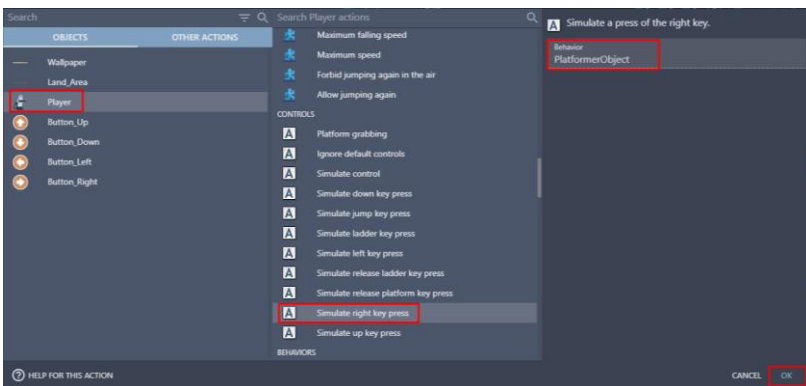 Search
OBJECTS
OTHER ACTIONS
Wallpaper
Land_Area
Player
Button_Up
Button_Down
Button_Left
Button_Right
HELP FOR THIS ACTION
Search Player actions
Maximum falling speed
Maximum speed
Forbid jumping again in the air
Allow jumping again
CONTROLS
A Platform grabbing
A Ignore default controls
A Simulate control
A Simulate down key press
A Simulate jump key press
A Simulate ladder key press
A Simulate left key press
A Simulate release ladder key press
A Simulate release platform key press
A Simulate right key press
A Simulate up key press
BEHAVIORS
A Simulate a press of the right key.
Behavior
PlatformerObject
CANCEL
OK